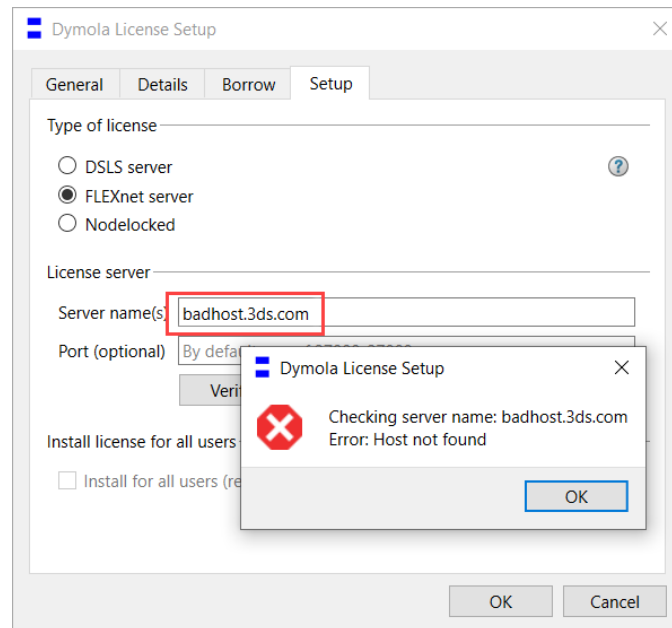 Dymola License Setup
General Details Borrow Setup
Type of license
DSLS server
FLEXnet server
Nodelocked
License server
Server name(s) badhost.3ds.com
Port (optional) By
Dymola License Setup
Checking server name: badhost.3ds.com
Error: Host not found
OK
Install license for all users
Install for all users
OK Cancel